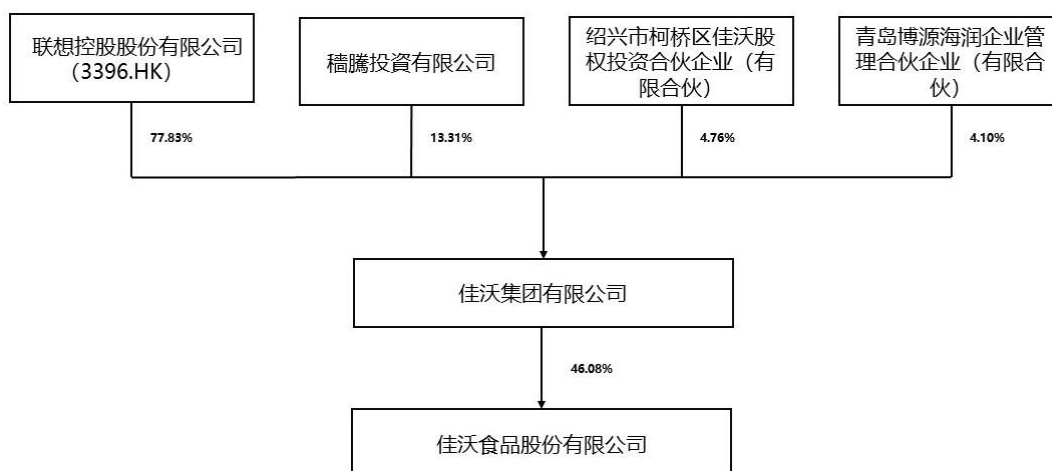 联想控股股份有限公司
（3396.HK）
穑騰投資有限公司
绍兴市柯桥区佳沃股
权投资合伙企业（有
限合伙）
青岛博源海润企业管
理合伙企业（有限合
伙）
77.83%
13.31%
4.76%
4.10%
佳沃集团有限公司
46.08%
佳沃食品股份有限公司